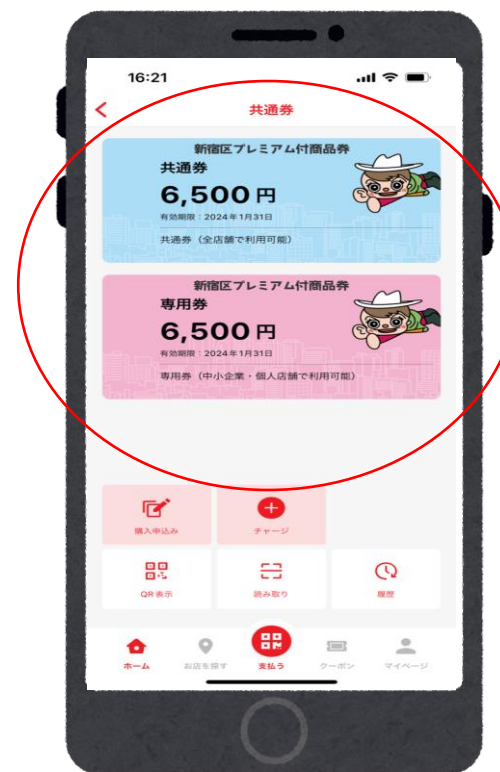 16:21
共通券
新宿区プレミアム付商品券
共通券
6,500円
有効期限：2024年1月31日
共通券（全店舗で利用可能）
新宿区プレミアム付商品券
専用券
6,500円
有効期限：2024年1月31日
専用券（中小企業・個人店舗で利用可能）
購入申込み
チャージ
QR表示
読み取り
履歴
ホーム
お店を探す
支払う
クーポン
マイページ